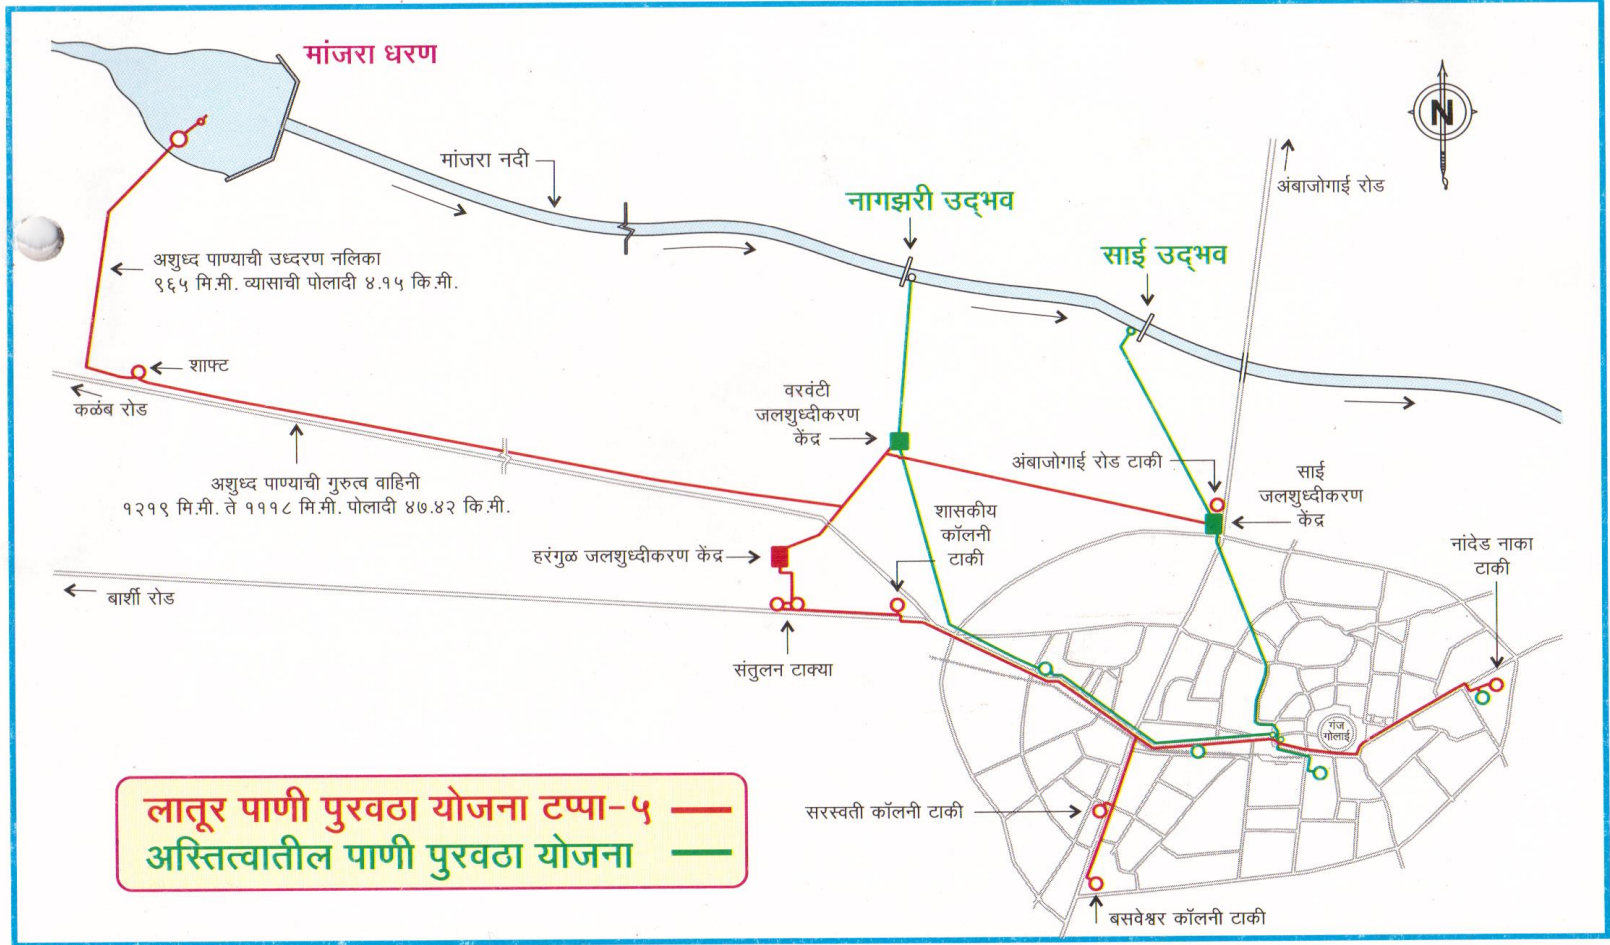 मांजरा धरण
मांजरा नदी
N
अंबाजोगाई रोड
नागझरी उद्‌भव
साई उद्‌भव
अशुध्द पाण्याची उध्दरण नलिका
९६५ मि.मी. व्यासाची पोलादी ४.१५ कि.मी.
शाफ्ट
कळंब रोड
वरवंटी
जलशुध्दीकरण
केंद्र
अंबाजोगाई रोड टाकी
साई
जलशुध्दीकरण
केंद्र
अशुध्द पाण्याची गुरुत्व वाहिनी
१२१९ मि.मी. ते १११८ मि.मी. पोलादी ४७.४२ कि.मी.
शासकीय
कॉलनी
टाकी
हरंगुळ जलशुध्दीकरण केंद्र
नांदेड नाका
टाकी
बार्शी रोड
संतुलन टाक्या
गंज
गोलाई
सरस्वती कॉलनी टाकी
लातूर पाणी पुरवठा योजना टप्पा-५
अस्तित्वातील पाणी पुरवठा योजना
बसवेश्वर कॉलनी टाकी